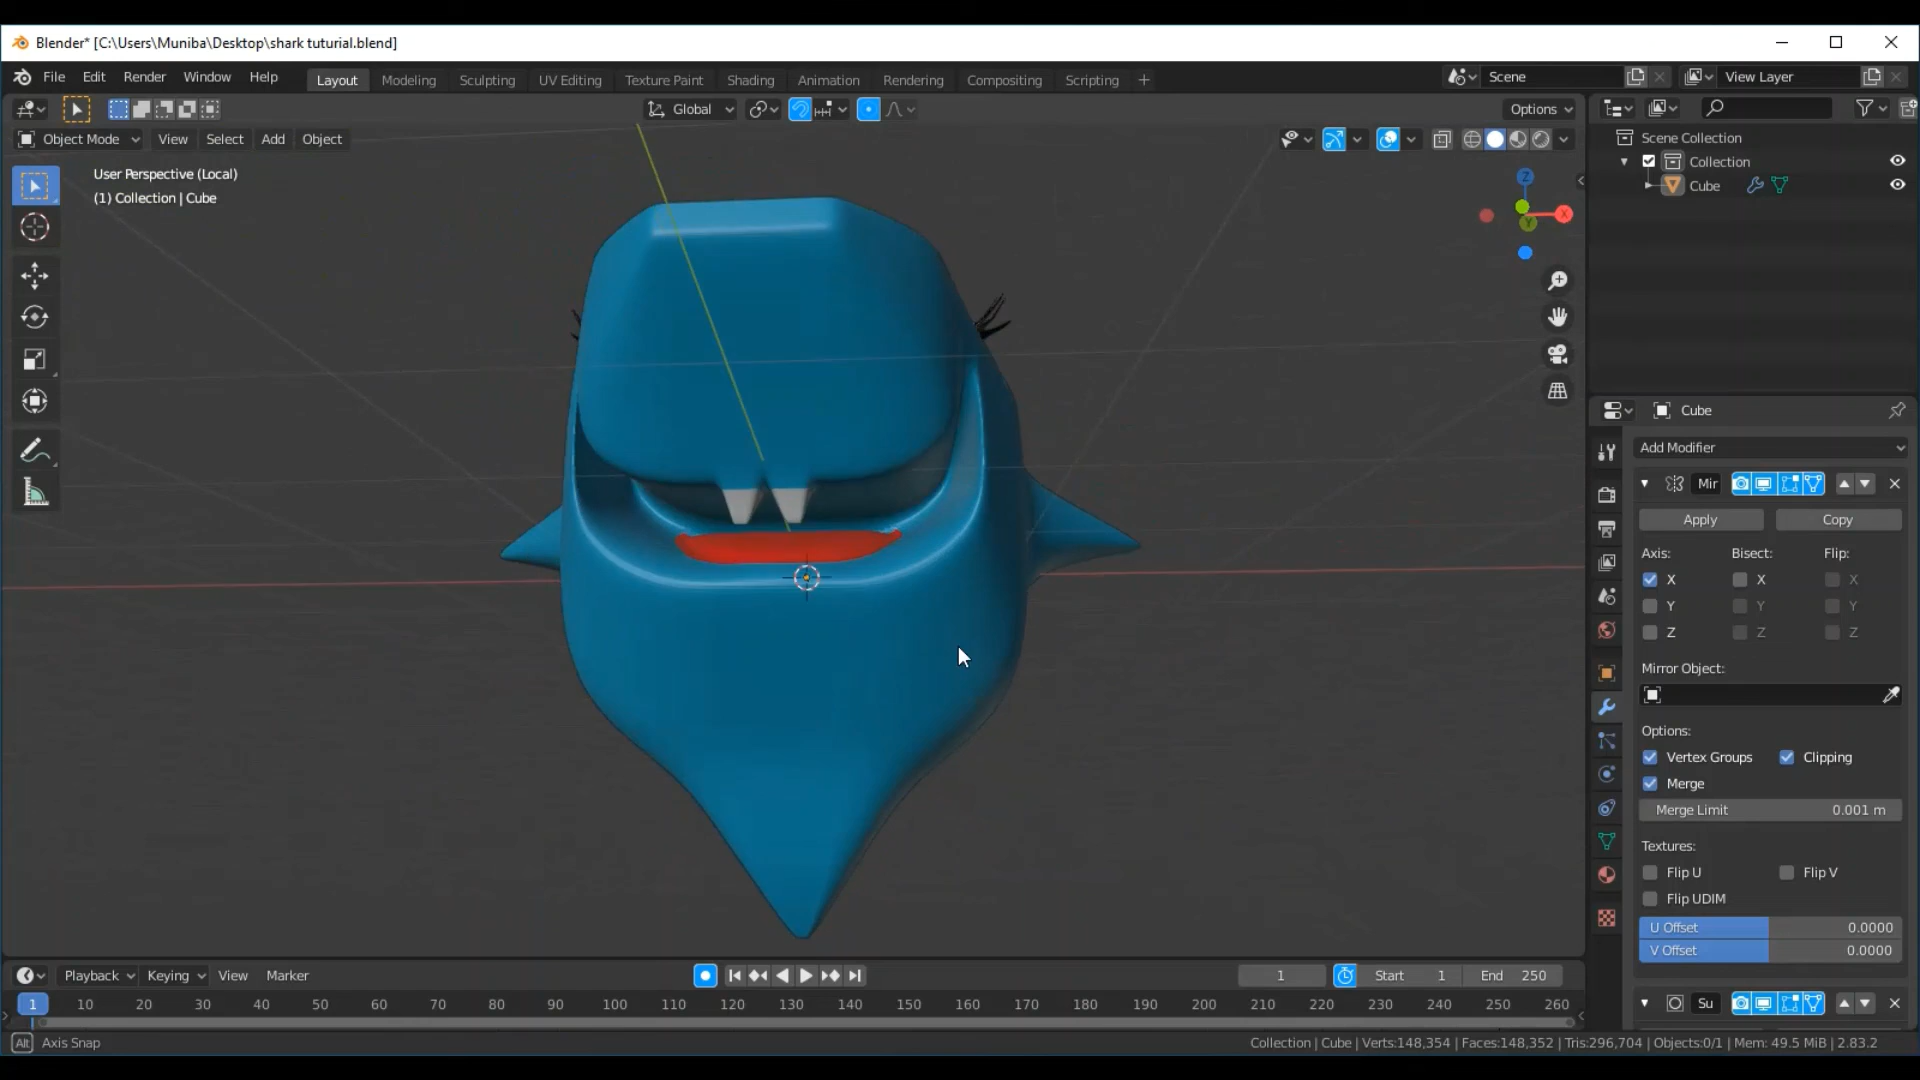 Blender* [C:\Users\Muniba\Desktop\shark tuturial.blend]
File Edit Render Window Help Layout Modeling Sculpting UV Editing Texture Paint Shading Animation Rendering Compositing Scripting + Scene View Layer
Global Options
Object Mode View Select Add Object
User Perspective (Local)
(1) Collection | Cube
Z
X
Y
Scene Collection
Collection
Cube
Cube
Add Modifier
Mir
Apply Copy
Axis: Bisect: Flip:
X X X
Y Y Y
Z Z Z
Mirror Object:
Options:
Vertex Groups Clipping
Merge
Merge Limit 0.001 m
Textures:
Flip U Flip V
Flip UDIM
U Offset 0.0000
V Offset 0.0000
Su
Playback Keying View Marker 1 Start 1 End 250
1 10 20 30 40 50 60 70 80 90 100 110 120 130 140 150 160 170 180 190 200 210 220 230 240 250 260
Alt Axis Snap Collection | Cube | Verts:148,354 | Faces:148,352 | Tris:296,704 | Objects:0/1 | Mem: 49.5 MiB | 2.83.2